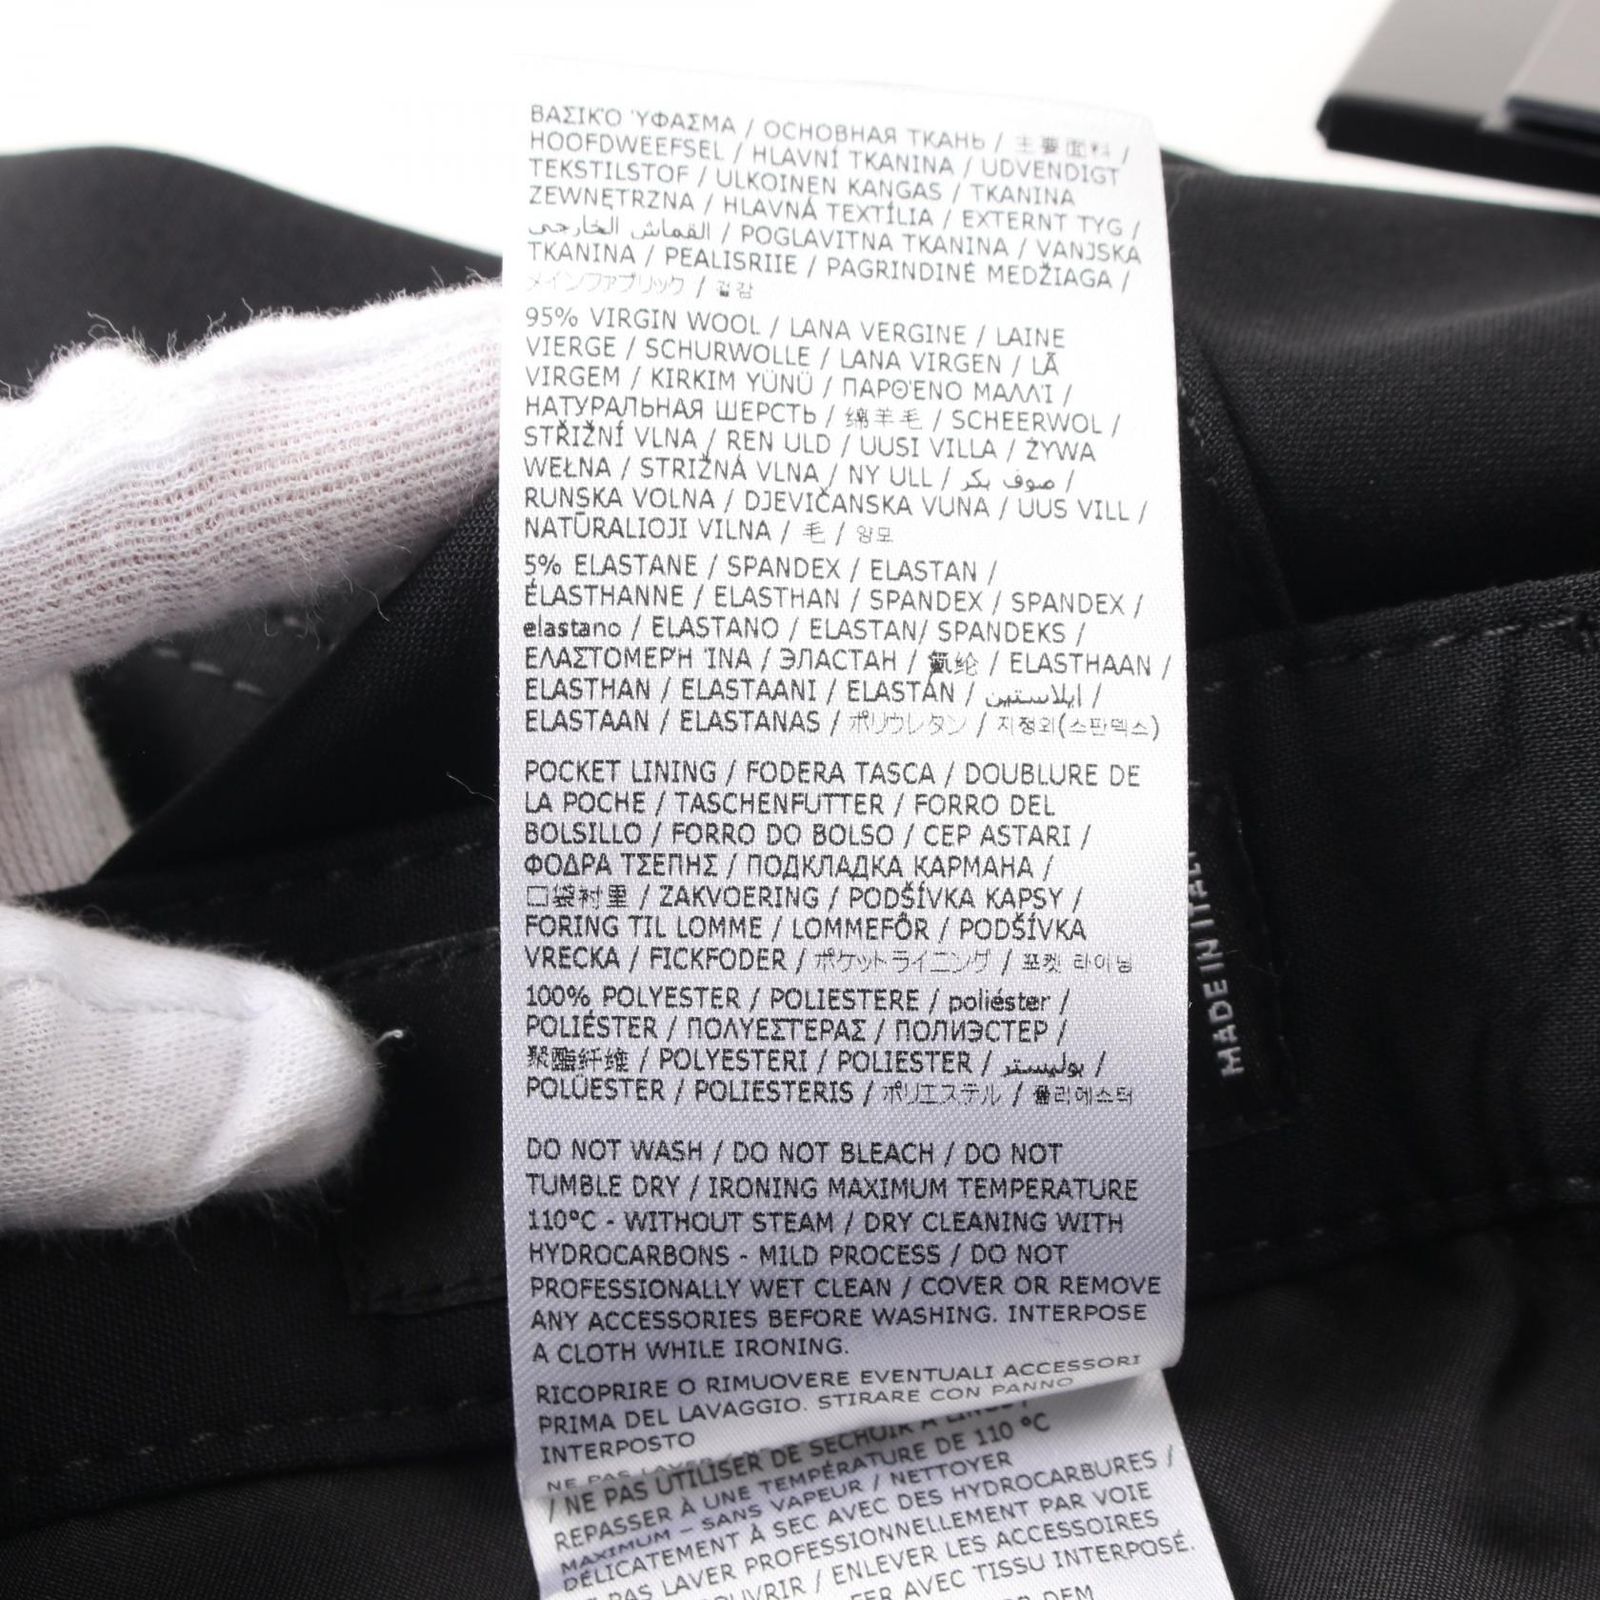 ΒΑΣΙΚΌ ΎΦΑΣΜΑ / ОСНОВНАЯ ТКАНЬ / 主要面料 /
HOOFDWEEFSEL / HLAVNÍ TKANINA / UDVENDIGT
TEKSTILSTOF / ULKOINEN KANGAS / TKANINA
ZEWNĘTRZNA / HLAVNÁ TEXTÍLIA / EXTERNT TYG /
القماش الخارجى / POGLAVITNA TKANINA / VANJSKA
TKANINA / PEALISRIIE / PAGRINDINĖ MEDŽIAGA /
メインファブリック / 겉감
95% VIRGIN WOOL / LANA VERGINE / LAINE
VIERGE / SCHURWOLLE / LANA VIRGEN / LÃ
VIRGEM / KIRKIM YÜNÜ / ΠΑΡΘΈΝΟ ΜΑΛΛΊ /
НАТУРАЛЬНАЯ ШЕРСТЬ / 绵羊毛 / SCHEERWOL /
STŘIŽNÍ VLNA / REN ULD / UUSI VILLA / ŻYWA
WEŁNA / STRIŽNÁ VLNA / NY ULL / صوف بكر /
RUNSKA VOLNA / DJEVIČANSKA VUNA / UUS VILL /
NATŪRALIOJI VILNA / 毛 / 양모
5% ELASTANE / SPANDEX / ELASTAN /
ÉLASTHANNE / ELASTHAN / SPANDEX / SPANDEX /
elastano / ELASTANO / ELASTAN/ SPANDEKS /
ΕΛΑΣΤΟΜΕΡΉ ΊΝΑ / ЭЛАСТАН / 氨纶 / ELASTHAAN /
ELASTHAN / ELASTAANI / ELASTÁN / إيلاستين /
ELASTAAN / ELASTANAS / ポリウレタン / 지정외(스판덱스)
POCKET LINING / FODERA TASCA / DOUBLURE DE
LA POCHE / TASCHENFUTTER / FORRO DEL
BOLSILLO / FORRO DO BOLSO / CEP ASTARI /
ΦΟΔΡΑ ΤΣΕΠΗΣ / ПОДКЛАДКА КАРМАНА /
口袋衬里 / ZAKVOERING / PODŠÍVKA KAPSY /
FORING TIL LOMME / LOMMEFÔR / PODŠÍVKA
VRECKA / FICKFODER / ポケットライニング / 포켓 라이닝
100% POLYESTER / POLIESTERE / poliéster /
POLIÉSTER / ΠΟΛΥΕΣΤΕΡΑΣ / ПОЛИЭСТЕР /
聚酯纤维 / POLYESTERI / POLIESTER / بوليستر /
POLÜESTER / POLIESTERIS / ポリエステル / 폴리에스터
DO NOT WASH / DO NOT BLEACH / DO NOT
TUMBLE DRY / IRONING MAXIMUM TEMPERATURE
110°C - WITHOUT STEAM / DRY CLEANING WITH
HYDROCARBONS - MILD PROCESS / DO NOT
PROFESSIONALLY WET CLEAN / COVER OR REMOVE
ANY ACCESSORIES BEFORE WASHING. INTERPOSE
A CLOTH WHILE IRONING.
RICOPRIRE O RIMUOVERE EVENTUALI ACCESSORI
PRIMA DEL LAVAGGIO. STIRARE CON PANNO
INTERPOSTO
NE PAS LAVER
/ NE PAS UTILISER DE SÉCHOIR À LINGE /
REPASSER À UNE TEMPÉRATURE DE 110 °C
MAXIMUM – SANS VAPEUR / NETTOYER
DÉLICATEMENT À SEC AVEC DES HYDROCARBURES /
PAS LAVER PROFESSIONNELLEMENT PAR VOIE
/ ENLEVER LES ACCESSOIRES
AVEC TISSU INTERPOSÉ.
MADE IN ITALY